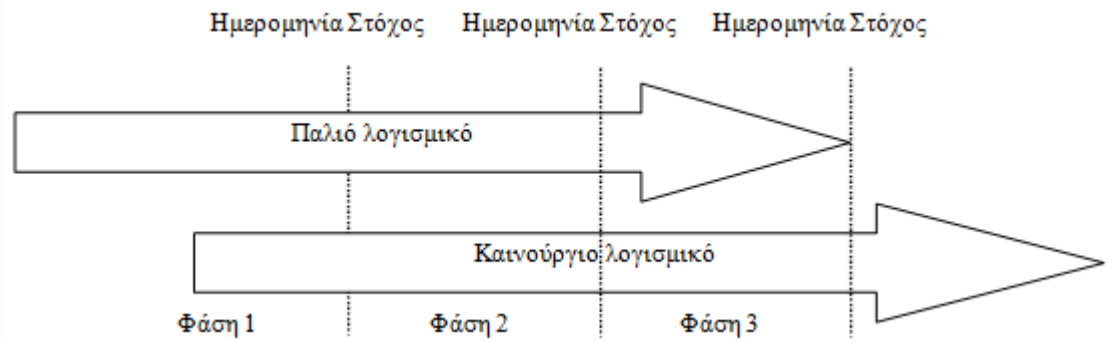 Ημερομηνία Στόχος Ημερομηνία Στόχος Ημερομηνία Στόχος
Παλιό λογισμικό
Καινούργιο λογισμικό
Φάση 1 Φάση 2 Φάση 3